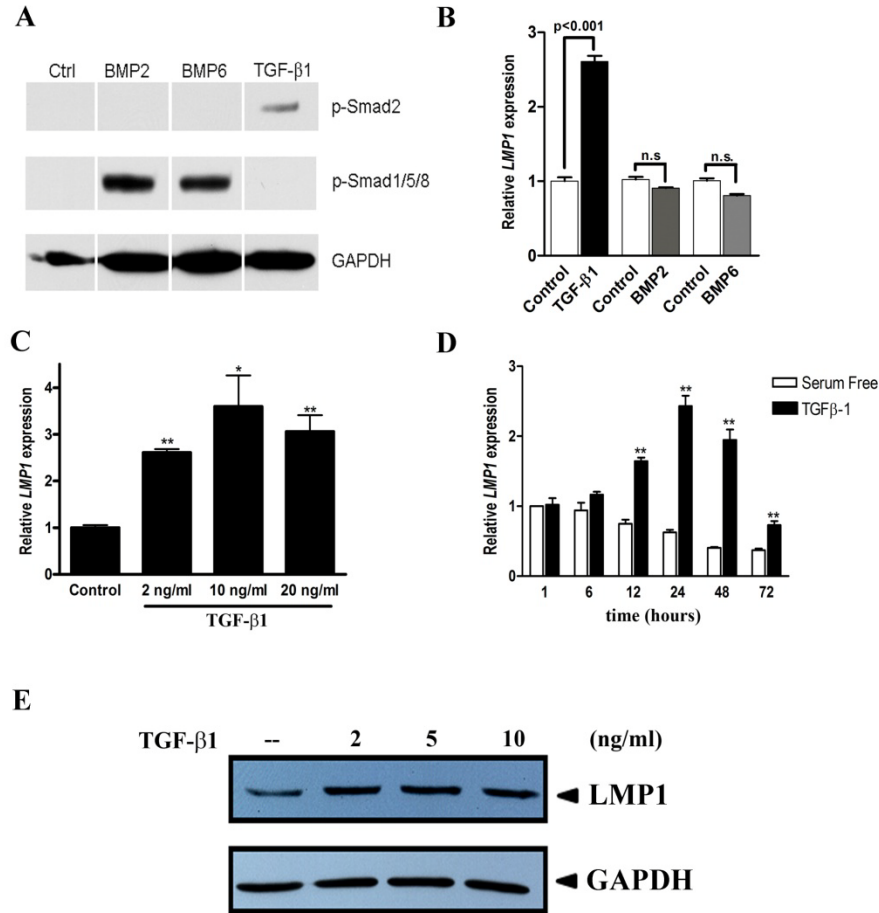 A
Ctrl BMP2 BMP6 TGF-β1
p-Smad2
p-Smad1/5/8
GAPDH
B
Relative LMP1 expression
3
2
1
0
p<0.001
n.s
n.s.
Control
TGF-β1
Control
BMP2
Control
BMP6
C
Relative LMP1 expression
4
3
2
1
0
**
*
**
Control 2 ng/ml 10 ng/ml 20 ng/ml
TGF-β1
D
Relative LMP1 expression
3
2
1
0
**
**
**
**
Serum Free
TGFβ-1
1 6 12 24 48 72
time (hours)
E
TGF-β1 -- 2 5 10 (ng/ml)
LMP1
GAPDH